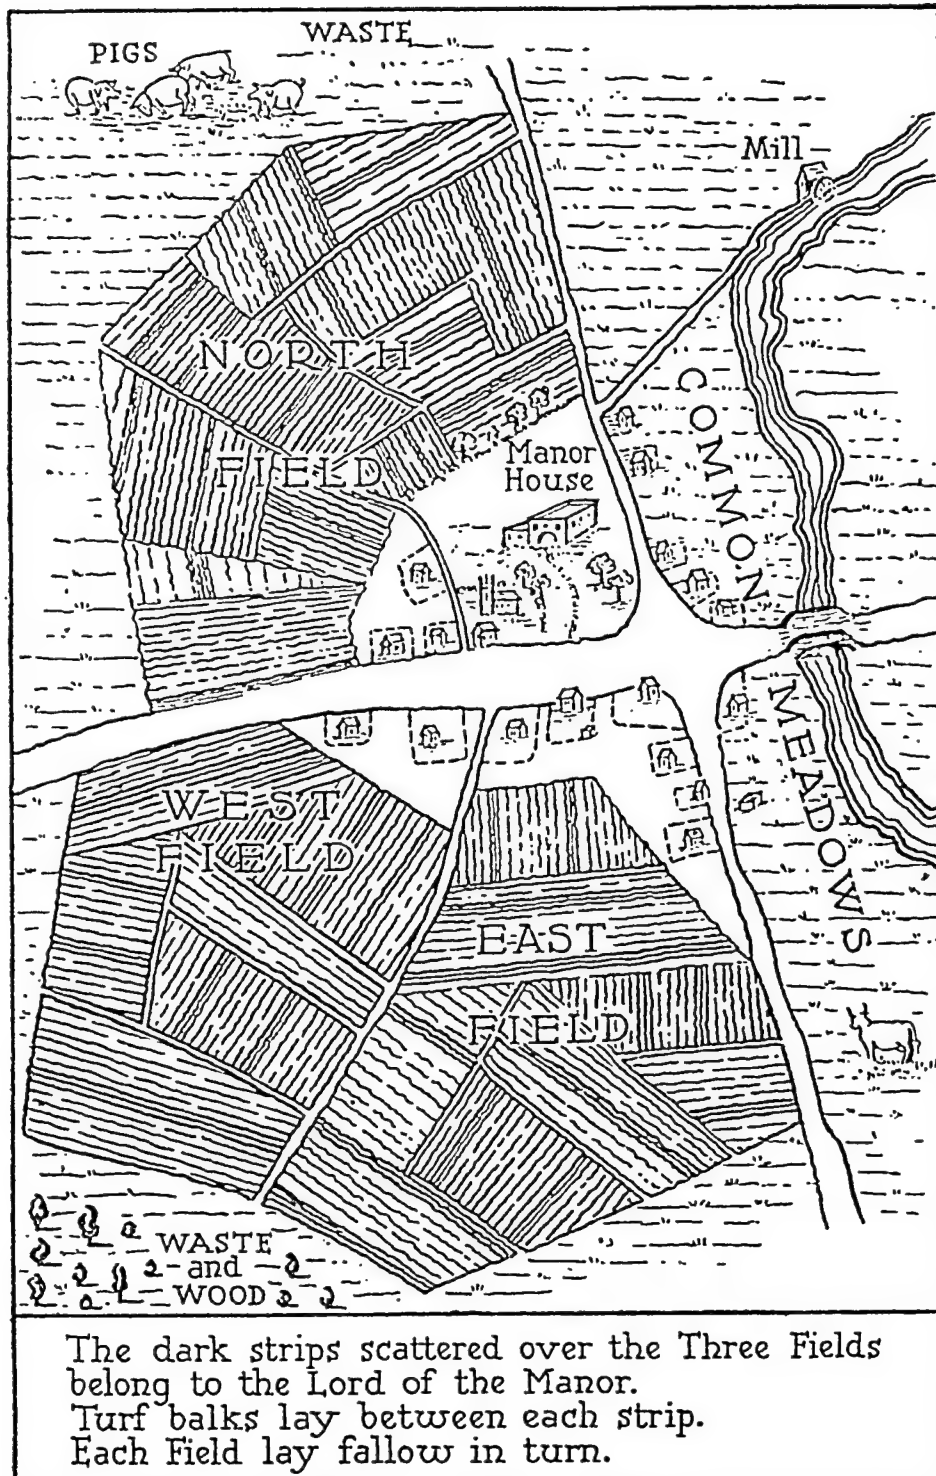 WASTE
PIGS
Mill
NORTH
FIELD
COMMON
Manor
House
WEST
FIELD
MEADOWS
EAST
FIELD
WASTE
and
WOOD
The dark strips scattered over the Three Fields
belong to the Lord of the Manor.
Turf balks lay between each strip.
Each Field lay fallow in turn.